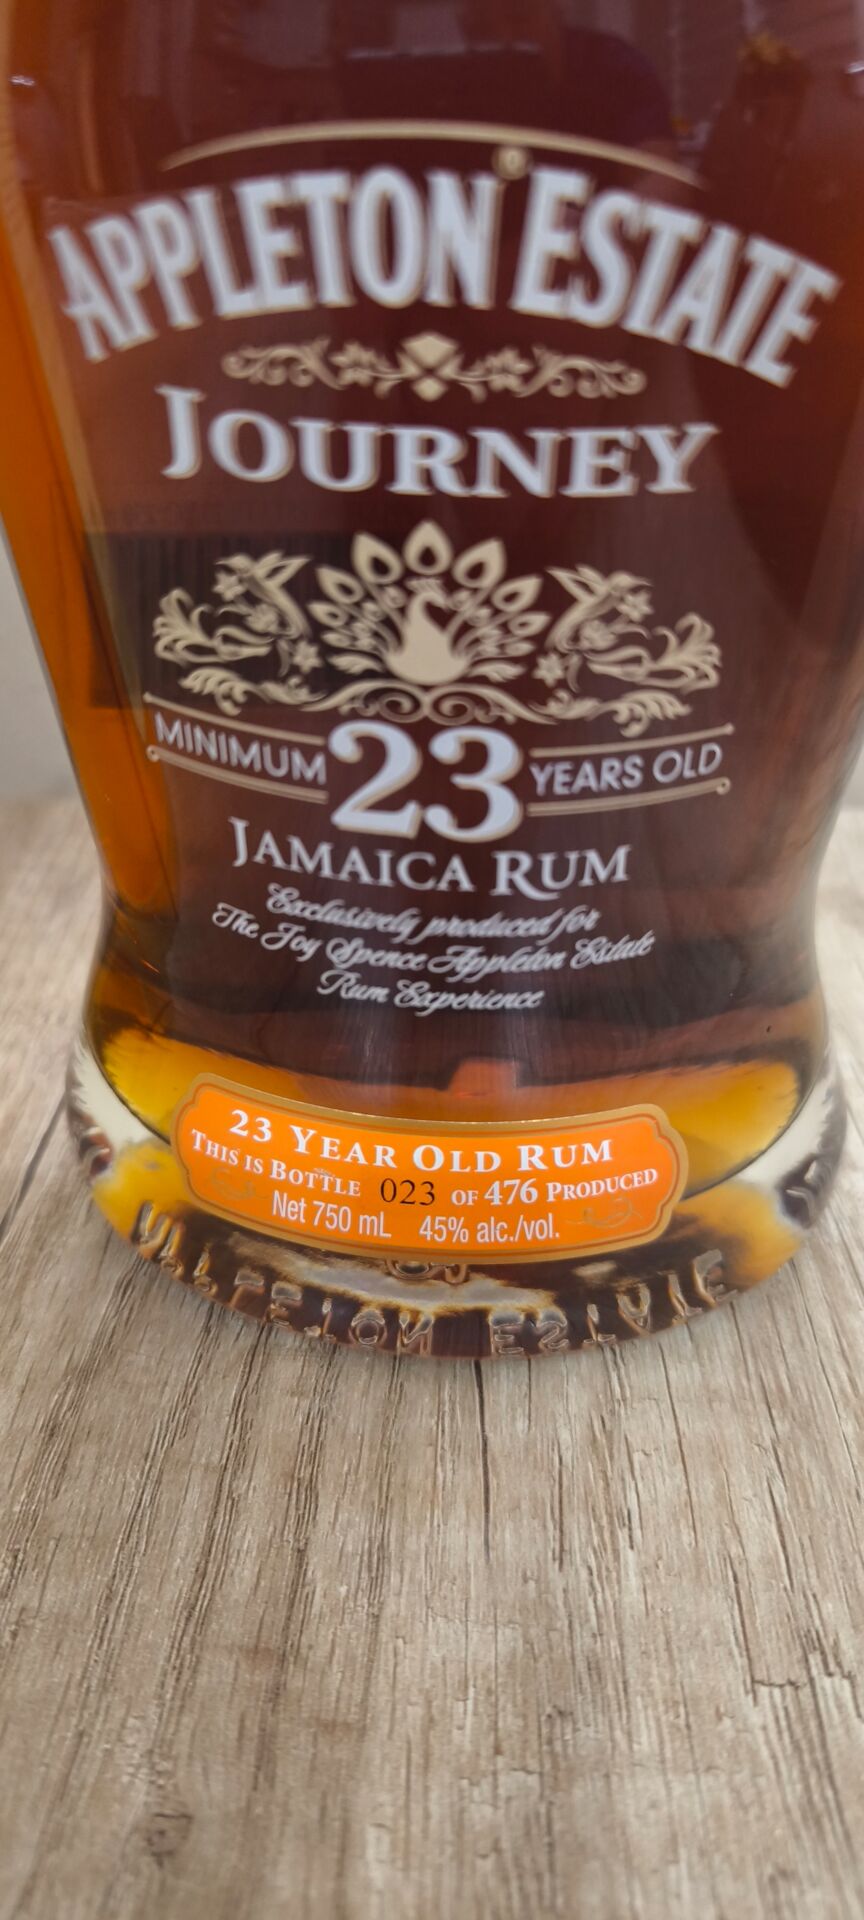 APPLETON® ESTATE
JOURNEY
MINIMUM 23 YEARS OLD
JAMAICA RUM
Exclusively produced for
The Joy Spence Appleton Estate
Rum Experience
23 YEAR OLD RUM
THIS IS BOTTLE 023 OF 476 PRODUCED
Net 750 mL 45% alc./vol.
APPLETON ESTATE